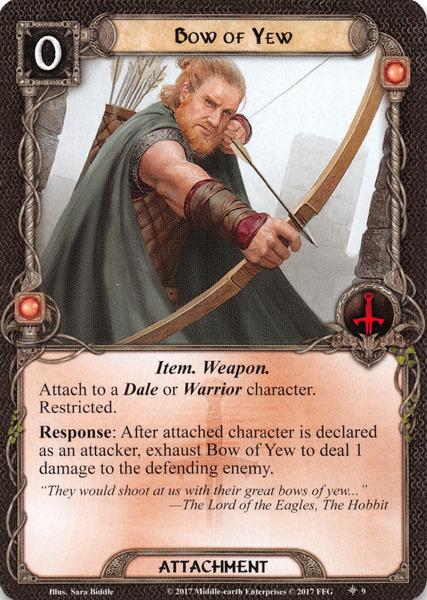 0
BOW OF YEW
Item. Weapon.
Attach to a Dale or Warrior character.
Restricted.
Response: After attached character is declared
as an attacker, exhaust Bow of Yew to deal 1
damage to the defending enemy.
“They would shoot at us with their great bows of yew...”
—The Lord of the Eagles, The Hobbit
ATTACHMENT
Illus. Sara Biddle
© 2017 Middle-earth Enterprises © 2017 FFG
9